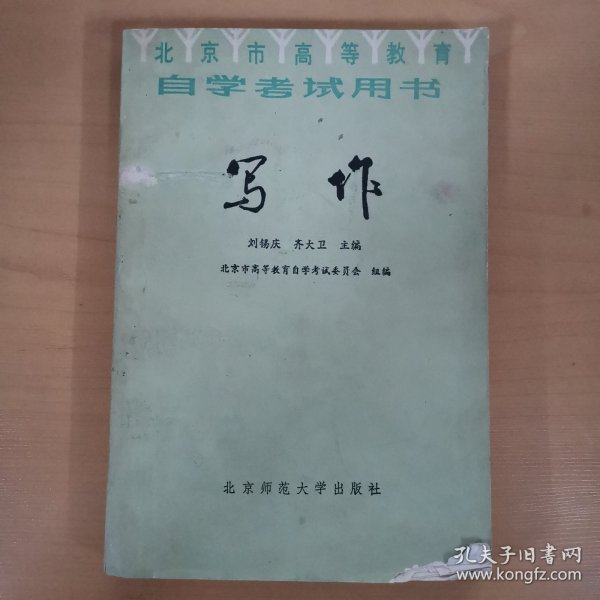 北京市高等教育
自学考试用书
写作
刘锡庆 齐大卫 主编
北京市高等教育自学考试委员会 组编
北京师范大学出版社
孔夫子旧书网
www.kongfz.com